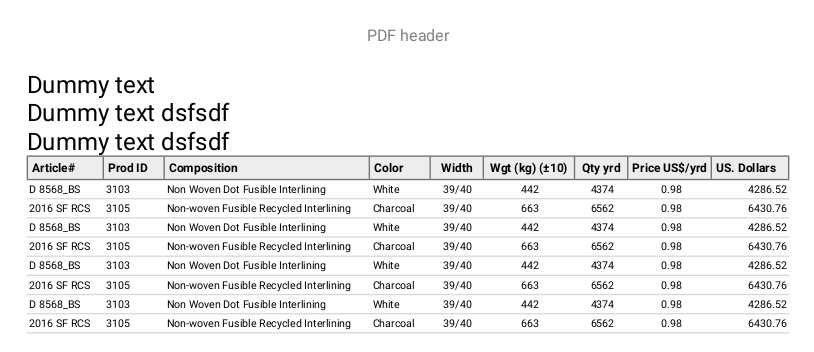 PDF header
Dummy text
Dummy text dsfsdf
Dummy text dsfsdf
Article# Prod ID Composition Color Width Wgt (kg) (±10) Qty yrd Price US$/yrd US. Dollars
D 8568_BS 3103 Non Woven Dot Fusible Interlining White 39/40 442 4374 0.98 4286.52
2016 SF RCS 3105 Non-woven Fusible Recycled Interlining Charcoal 39/40 663 6562 0.98 6430.76
D 8568_BS 3103 Non Woven Dot Fusible Interlining White 39/40 442 4374 0.98 4286.52
2016 SF RCS 3105 Non-woven Fusible Recycled Interlining Charcoal 39/40 663 6562 0.98 6430.76
D 8568_BS 3103 Non Woven Dot Fusible Interlining White 39/40 442 4374 0.98 4286.52
2016 SF RCS 3105 Non-woven Fusible Recycled Interlining Charcoal 39/40 663 6562 0.98 6430.76
D 8568_BS 3103 Non Woven Dot Fusible Interlining White 39/40 442 4374 0.98 4286.52
2016 SF RCS 3105 Non-woven Fusible Recycled Interlining Charcoal 39/40 663 6562 0.98 6430.76